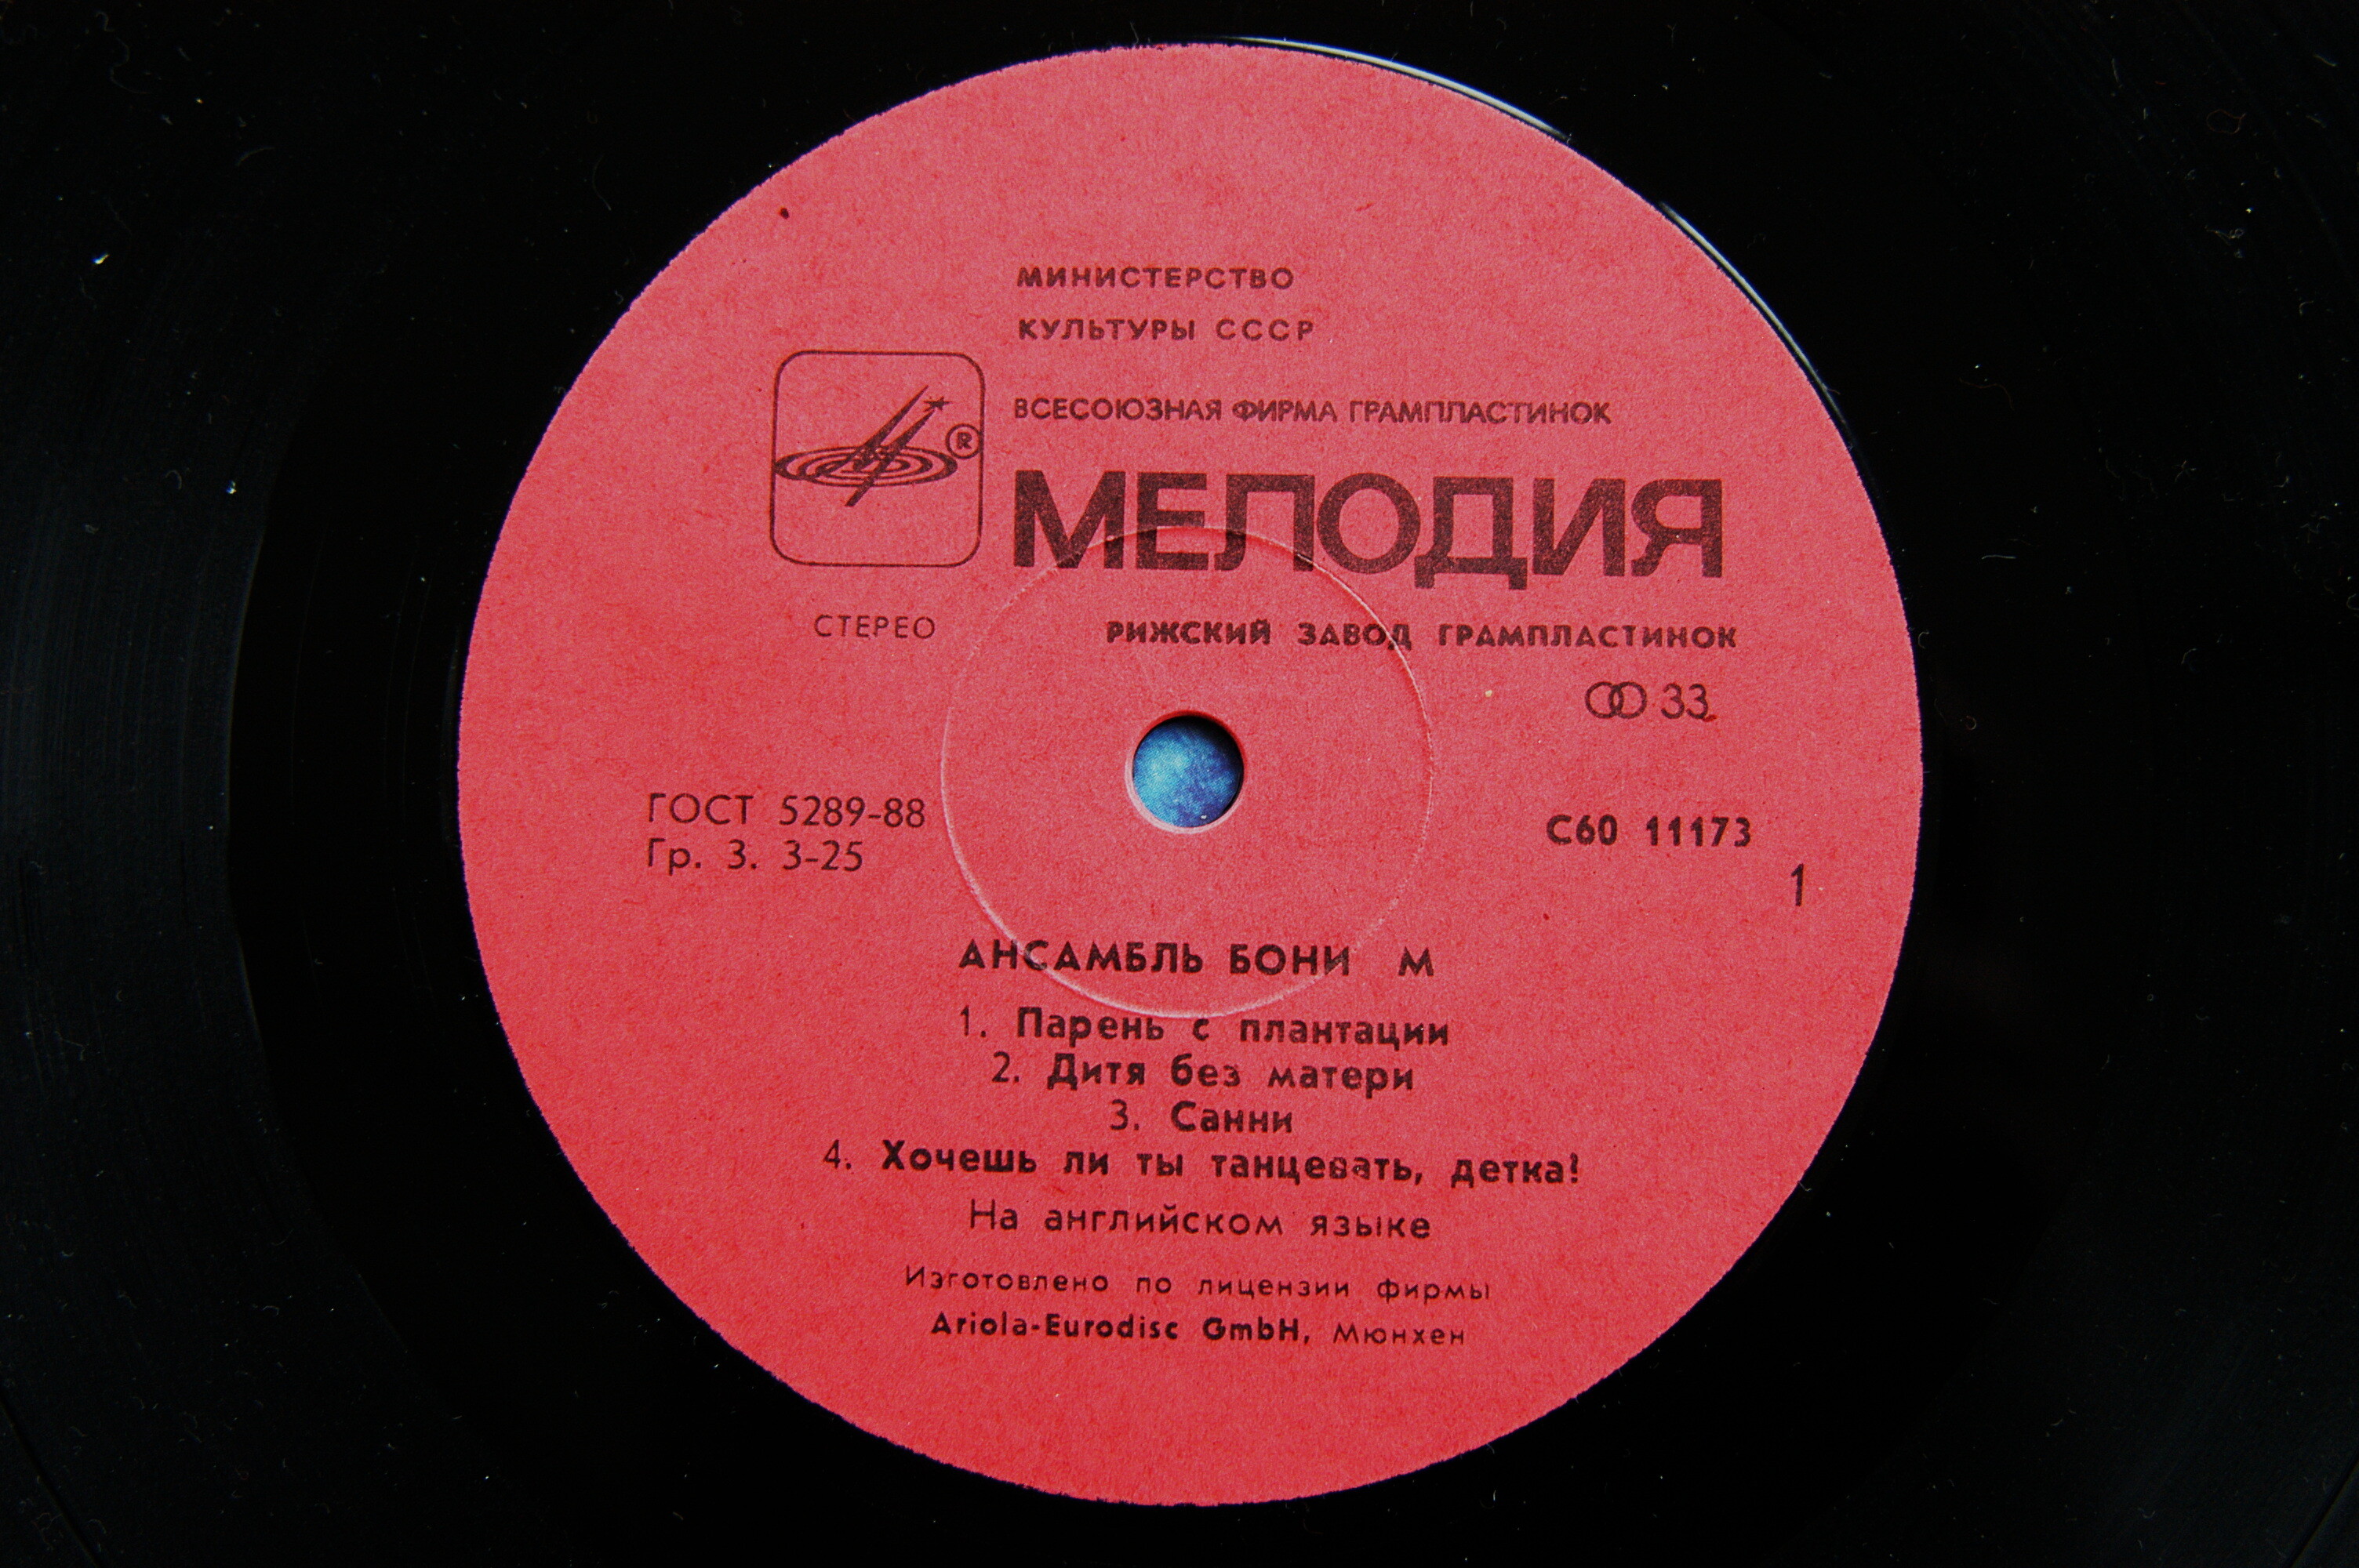 МИНИСТЕРСТВО
КУЛЬТУРЫ СССР
ВСЕСОЮЗНАЯ ФИРМА ГРАМПЛАСТИНОК
®
МЕЛОДИЯ
СТЕРЕО
РИЖСКИЙ ЗАВОД ГРАМПЛАСТИНОК
33
ГОСТ 5289-88
Гр. 3. 3-25
С60 11173
1
АНСАМБЛЬ БОНИ М
1. Парень с плантации
2. Дитя без матери
3. Санни
4. Хочешь ли ты танцевать, детка!
На английском языке
Изготовлено по лицензии фирмы
Ariola-Eurodisc GmbH, Мюнхен